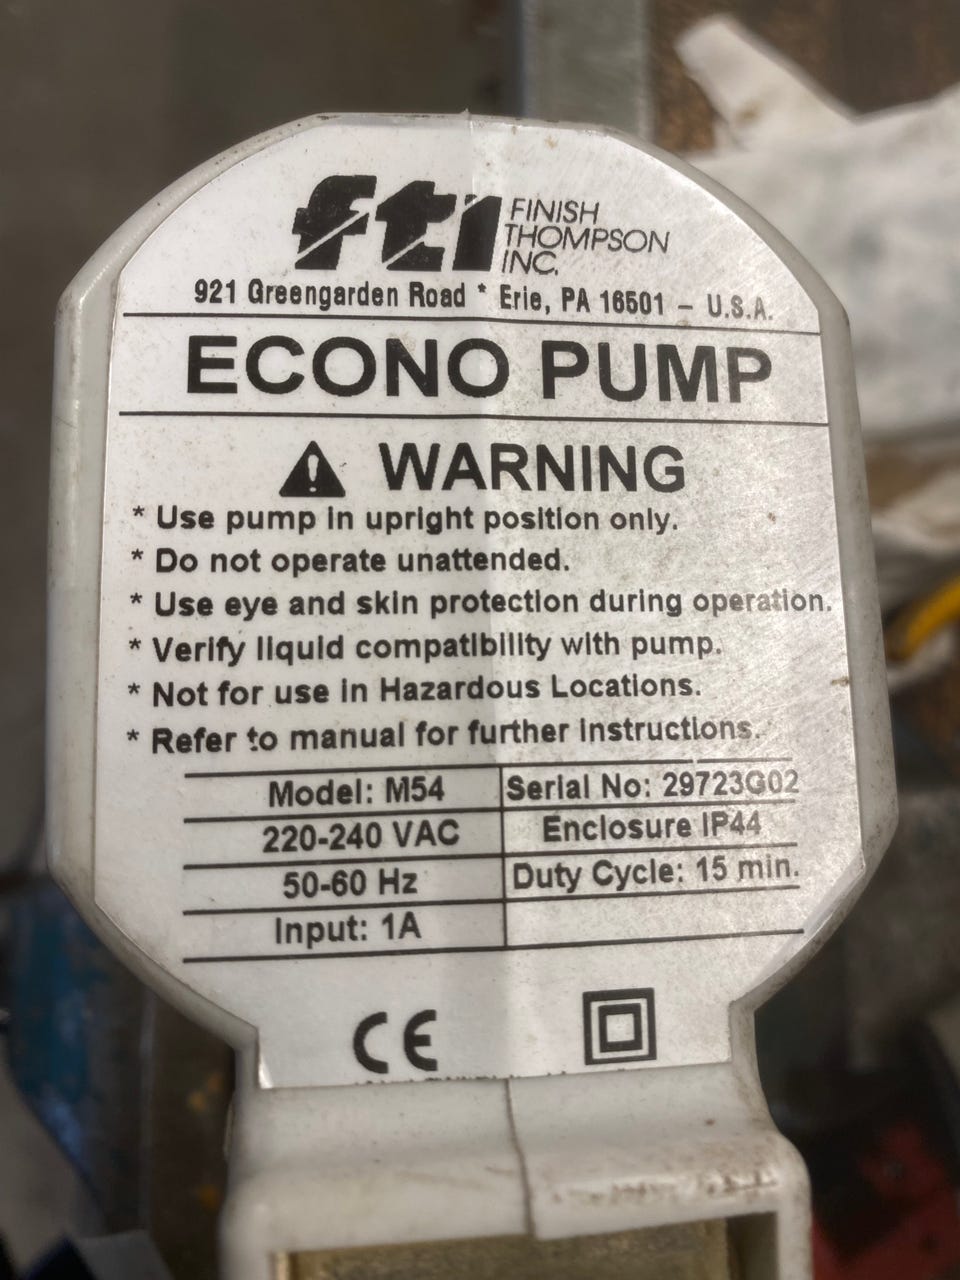 fti FINISH
THOMPSON
INC.
921 Greengarden Road * Erie, PA 16501 - U.S.A.
ECONO PUMP
WARNING
* Use pump in upright position only.
* Do not operate unattended.
* Use eye and skin protection during operation.
* Verify liquid compatibility with pump.
* Not for use in Hazardous Locations.
* Refer to manual for further instructions.
Model: M54 Serial No: 29723G02
220-240 VAC Enclosure IP44
50-60 Hz Duty Cycle: 15 min.
Input: 1A
CE